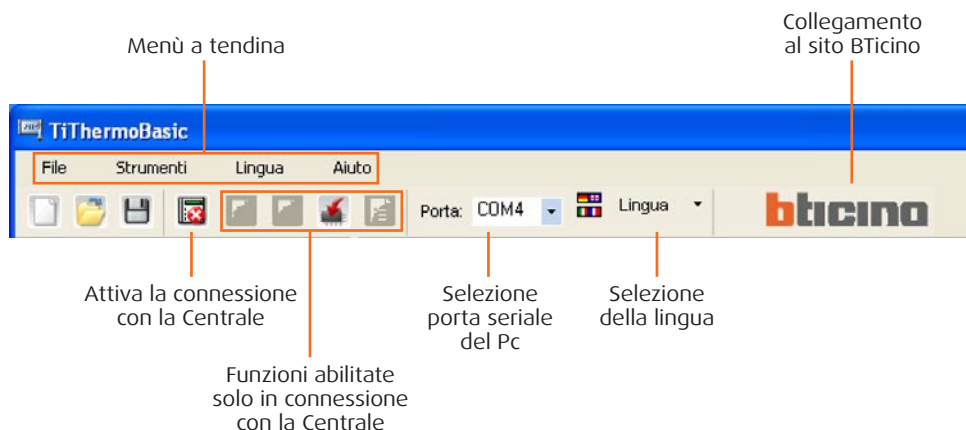 Menù a tendina
Collegamento
al sito BTicino
TiThermoBasic
File Strumenti Lingua Aiuto
Porta: COM4 Lingua
bticino
Attiva la connessione
con la Centrale
Selezione
porta seriale
del Pc
Selezione
della lingua
Funzioni abilitate
solo in connessione
con la Centrale